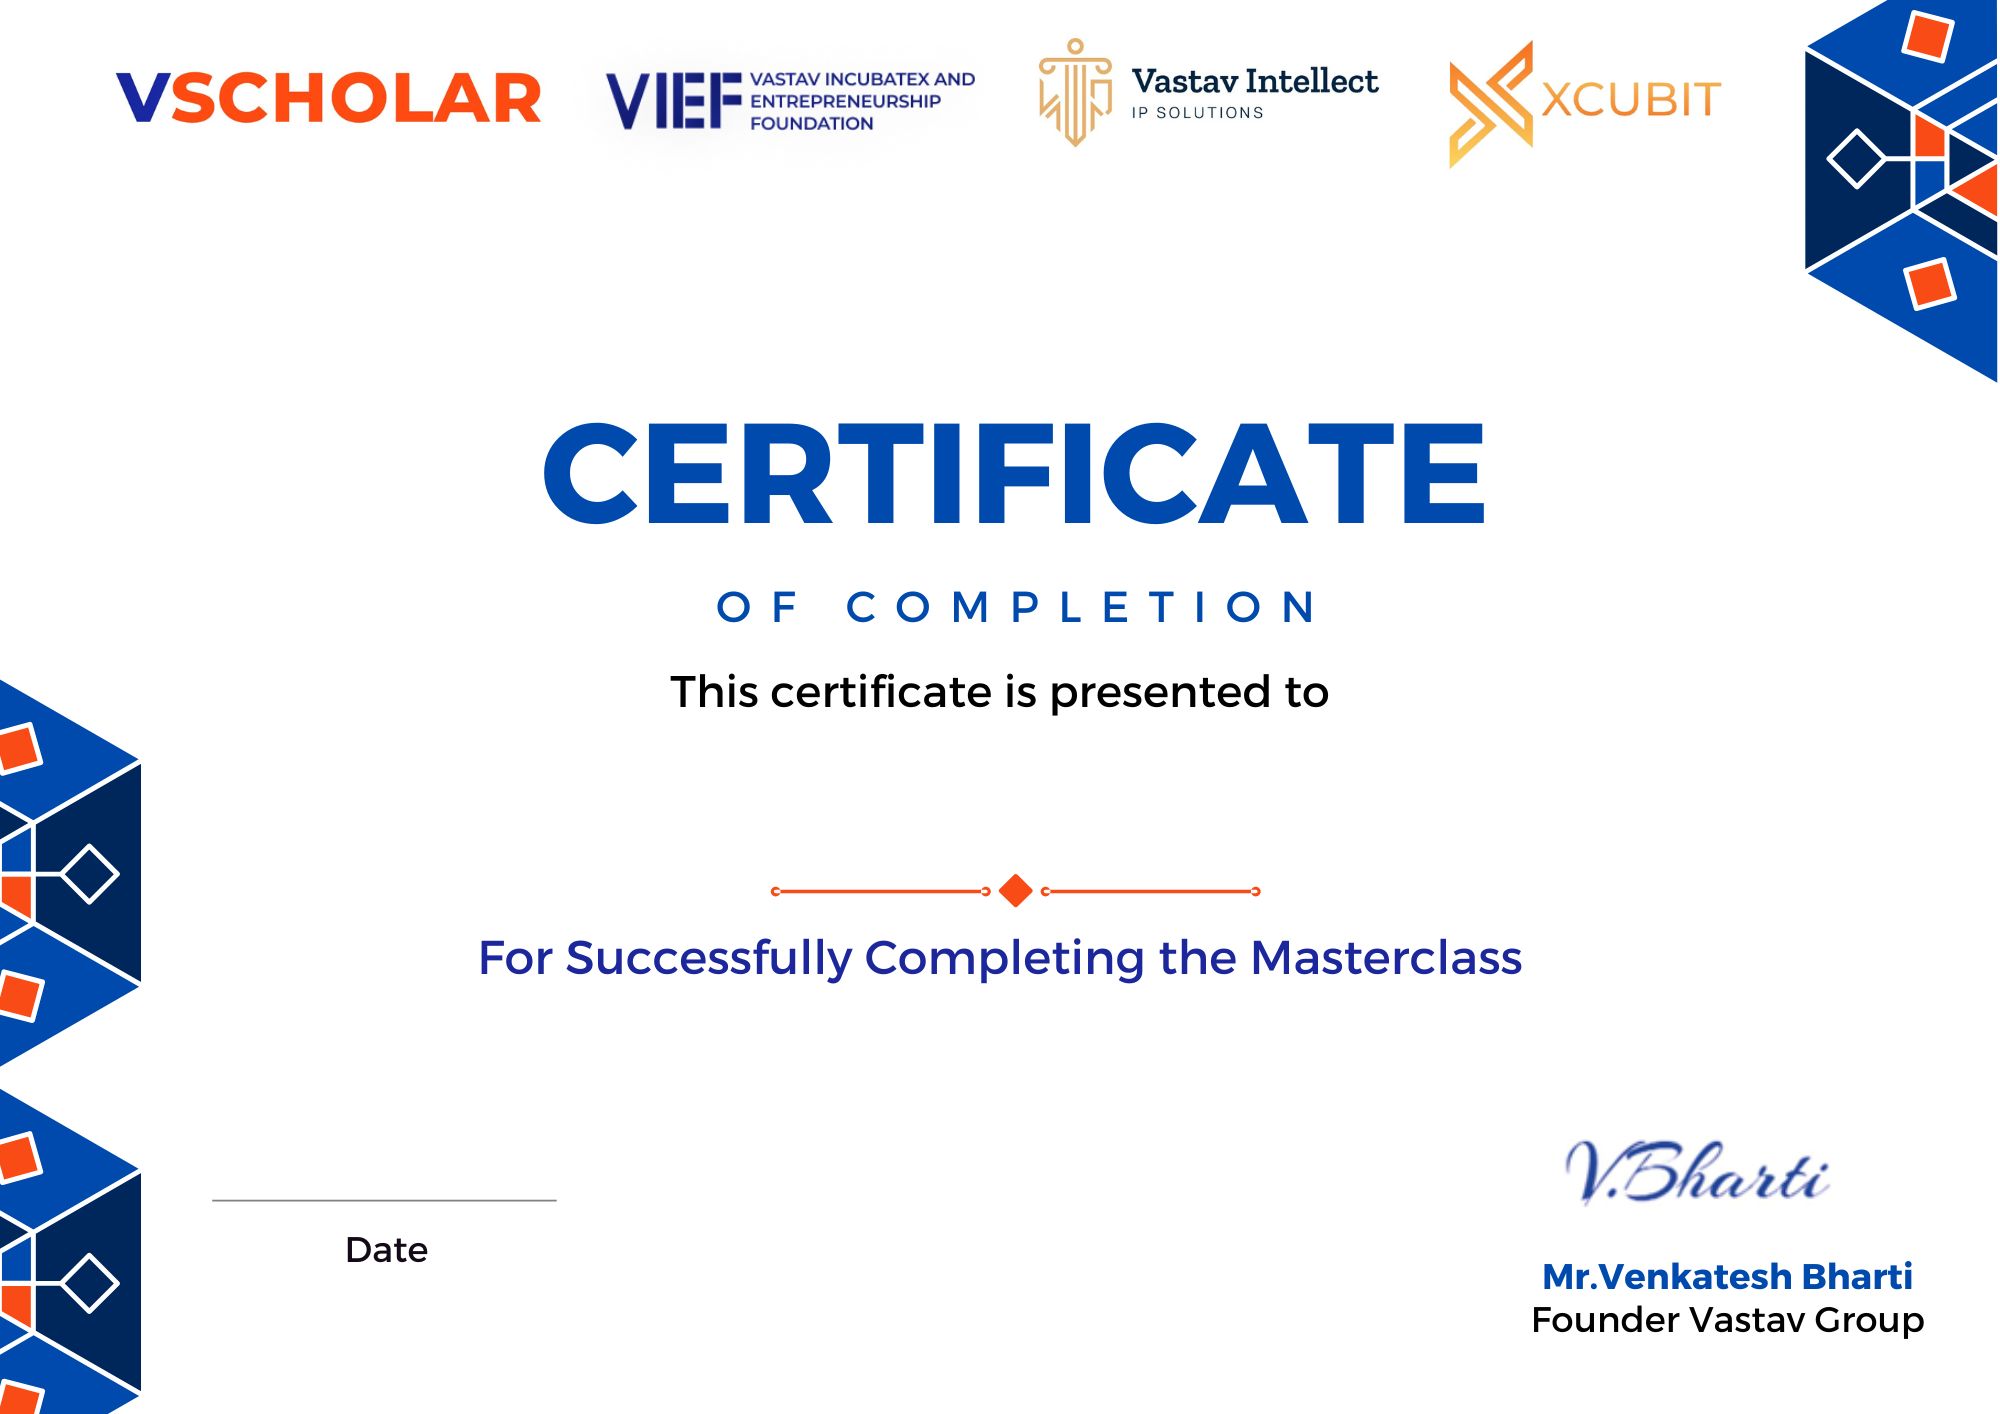 VSCHOLAR
VIEF VASTAV INCUBATEX AND
ENTREPRENEURSHIP
FOUNDATION
Vastav Intellect
IP SOLUTIONS
XCUBIT
CERTIFICATE
OF COMPLETION
This certificate is presented to
For Successfully Completing the Masterclass
Date
V.Bharti
Mr.Venkatesh Bharti
Founder Vastav Group